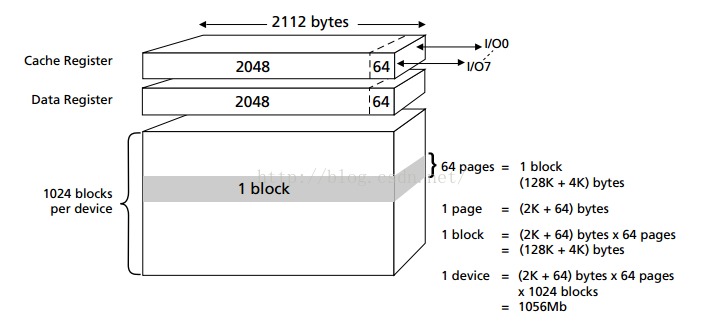 2112 bytes
Cache Register
2048
64
I/O0
I/O7
Data Register
2048
64
1024 blocks
per device
1 block
http://blog.csdn.net/
64 pages = 1 block
(128K + 4K) bytes
1 page = (2K + 64) bytes
1 block = (2K + 64) bytes x 64 pages
= (128K + 4K) bytes
1 device = (2K + 64) bytes x 64 pages
x 1024 blocks
= 1056Mb